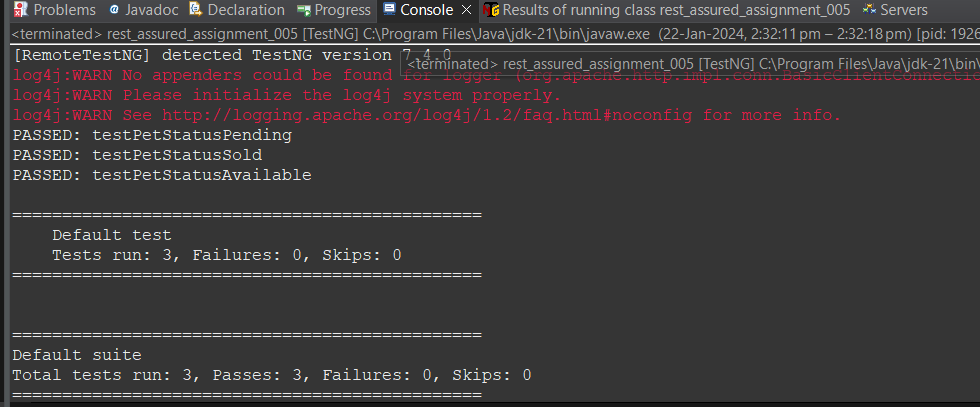 Problems Javadoc Declaration Progress Console Results of running class rest_assured_assignment_005 Servers
<terminated> rest_assured_assignment_005 [TestNG] C:\Program Files\Java\jdk-21\bin\javaw.exe (22-Jan-2024, 2:32:11 pm – 2:32:18 pm) [pid: 1926
[RemoteTestNG] detected TestNG version 7.4.0
<terminated> rest_assured_assignment_005 [TestNG] C:\Program Files\Java\jdk-21\bin\
log4j:WARN No appenders could be found for logger (org.apache.http.impl.conn.BasicClientConnectio
log4j:WARN Please initialize the log4j system properly.
log4j:WARN See http://logging.apache.org/log4j/1.2/faq.html#noconfig for more info.
PASSED: testPetStatusPending
PASSED: testPetStatusSold
PASSED: testPetStatusAvailable
===============================================
Default test
Tests run: 3, Failures: 0, Skips: 0
===============================================
===============================================
Default suite
Total tests run: 3, Passes: 3, Failures: 0, Skips: 0
===============================================